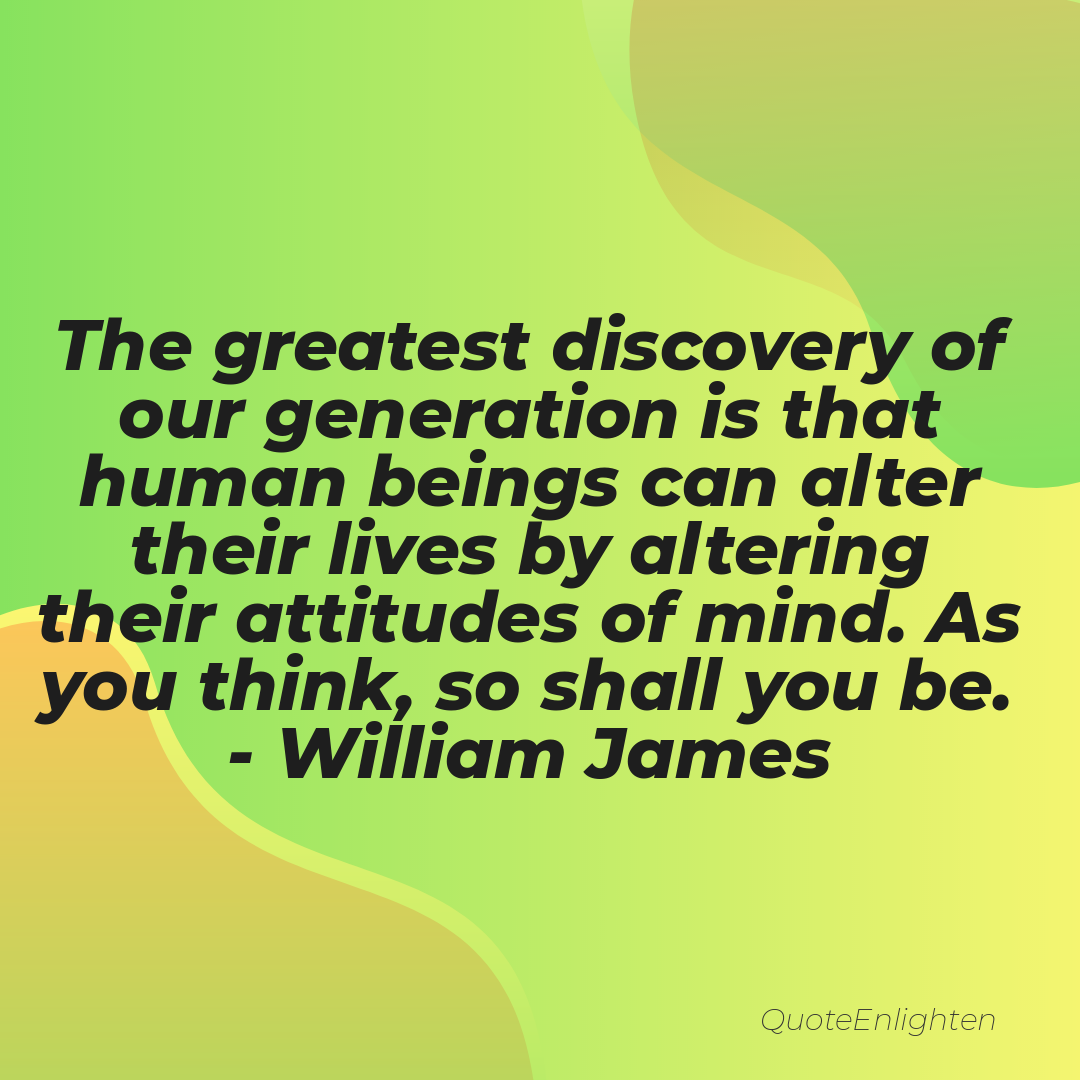 The greatest discovery of
our generation is that
human beings can alter
their lives by altering
their attitudes of mind. As
you think, so shall you be.
- William James
QuoteEnlighten